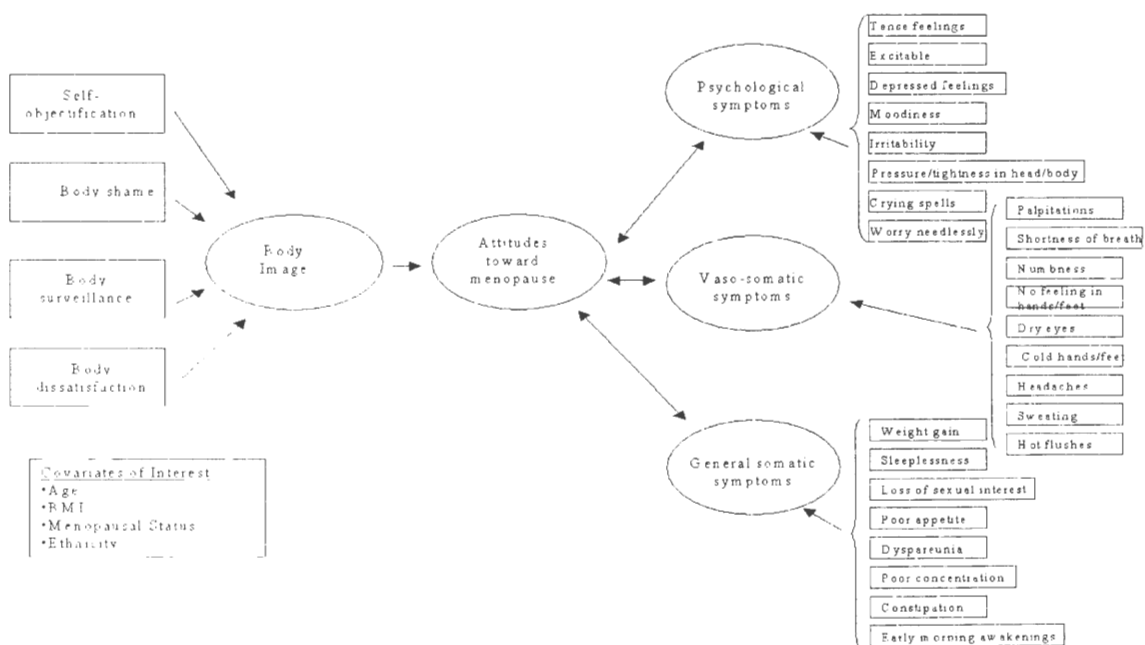 Self-
objectification
Body shame
Body
surveillance
Body
dissatisfaction
Covariates of Interest
•Age
•BMI
•Menopausal Status
•Ethnicity
Body
Image
Attitudes
toward
menopause
Psychological
symptoms
Vaso-somatic
symptoms
General somatic
symptoms
Tense feelings
Excitable
Depressed feelings
Moodiness
Irritability
Pressure/tightness in head/body
Crying spells
Worry needlessly
Palpitations
Shortness of breath
Numbness
No feeling in
hands/feet
Dry eyes
Cold hands/fee
Headaches
Sweating
Hot flushes
Weight gain
Sleeplessness
Loss of sexual interest
Poor appetite
Dyspareunia
Poor concentration
Constipation
Early morning awakenings